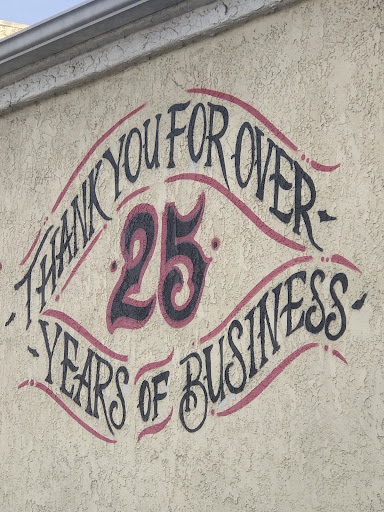 -THANK YOU FOR OVER-
·25·
-YEARS OF BUSINESS-